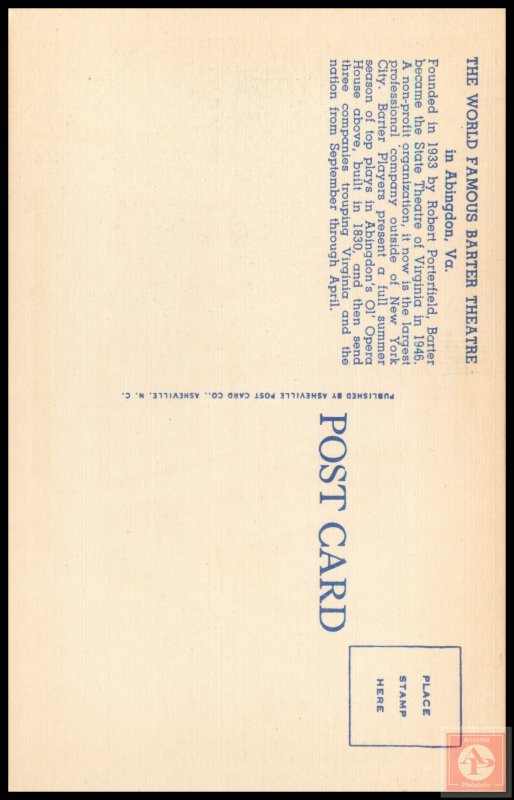 THE WORLD FAMOUS BARTER THEATRE
in Abingdon, Va.
Founded in 1933 by Robert Porterfield, Barter
became the State Theatre of Virginia in 1946.
A non-profit organization, it now is the largest
professional company outside of New York
City. Barter Players present a full summer
season of top plays in Abingdon's Ol' Opera
House above, built in 1830, and then send
three companies trouping Virginia and the
nation from September through April.
PUBLISHED BY ASHEVILLE POST CARD CO., ASHEVILLE, N. C.
POST CARD
PLACE
STAMP
HERE
Antonia
AP
Philatelic